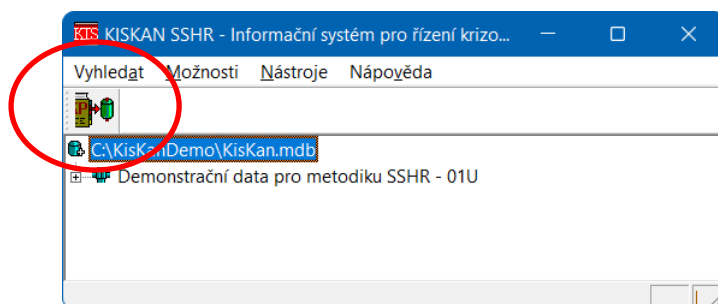 KIS KISKAN SSHR - Informační systém pro řízení krizo...
Vyhledat Možnosti Nástroje Nápověda
C:\KisKanDemo\KisKan.mdb
Demonstrační data pro metodiku SSHR - 01U